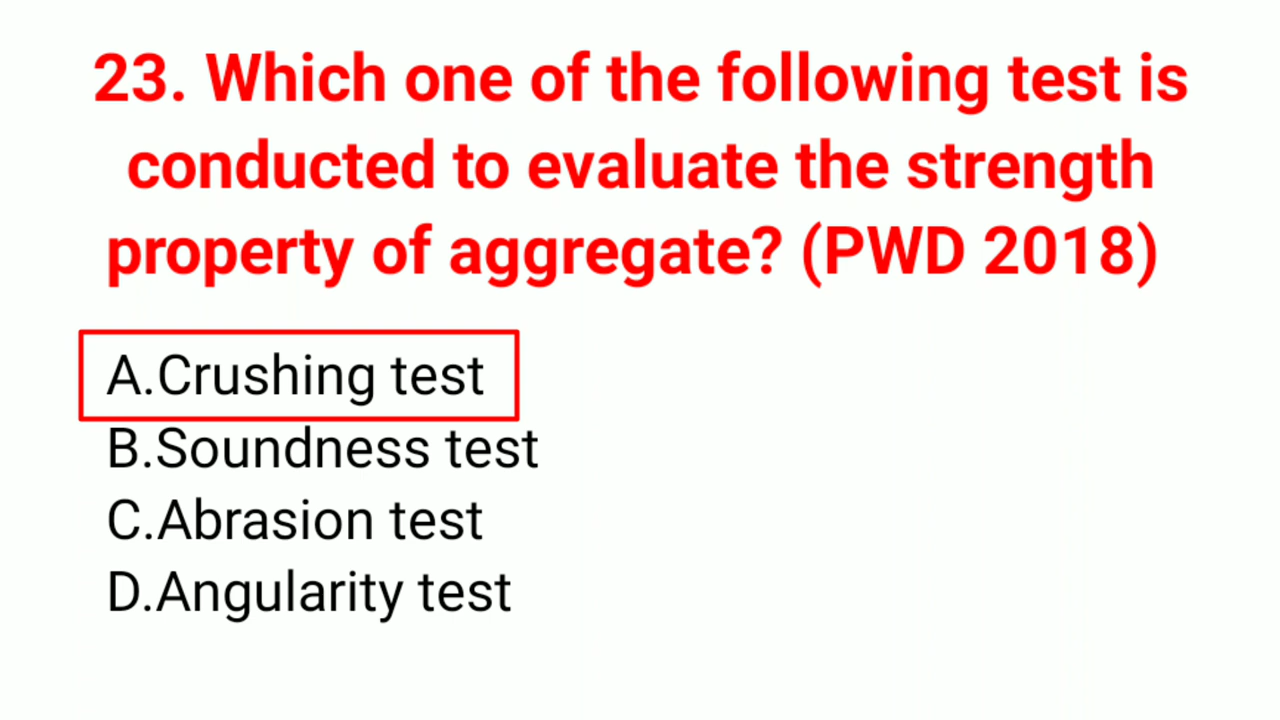 23. Which one of the following test is
conducted to evaluate the strength
property of aggregate? (PWD 2018)
A.Crushing test
B.Soundness test
C.Abrasion test
D.Angularity test